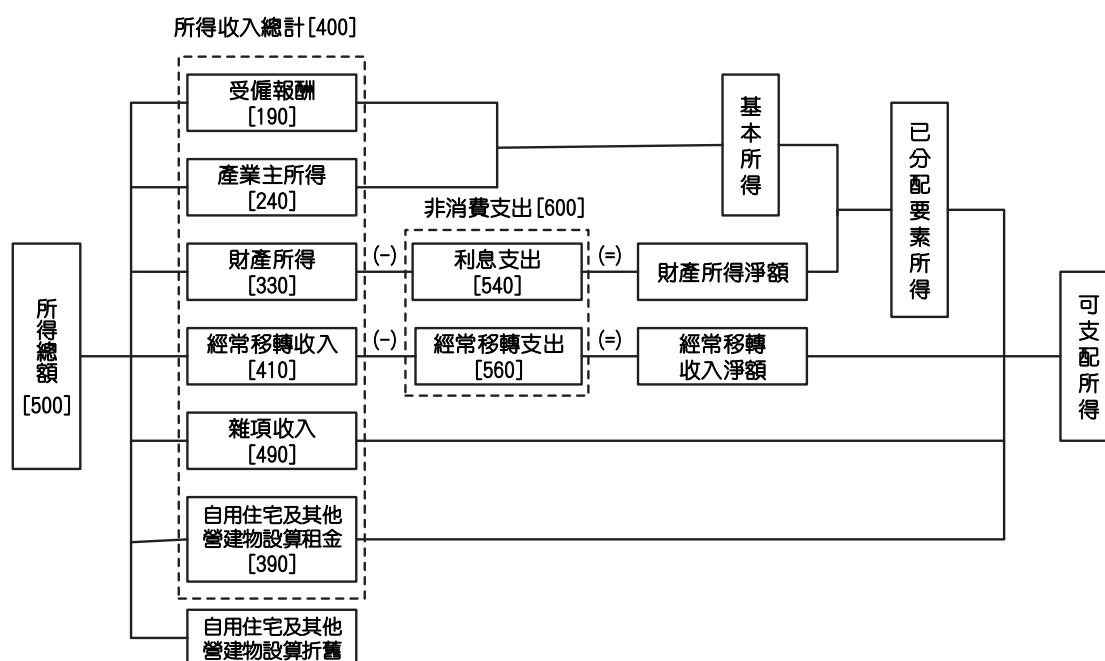 所得收入總計[400]
受僱報酬
[190]
產業主所得
[240]
非消費支出[600]
財產所得
[330]
(-)
利息支出
[540]
(=)
財產所得淨額
經常移轉收入
[410]
(-)
經常移轉支出
[560]
(=)
經常移轉
收入淨額
雜項收入
[490]
自用住宅及其他
營建物設算租金
[390]
自用住宅及其他
營建物設算折舊
所得總額
[500]
基本所得
已分配要素所得
可支配所得